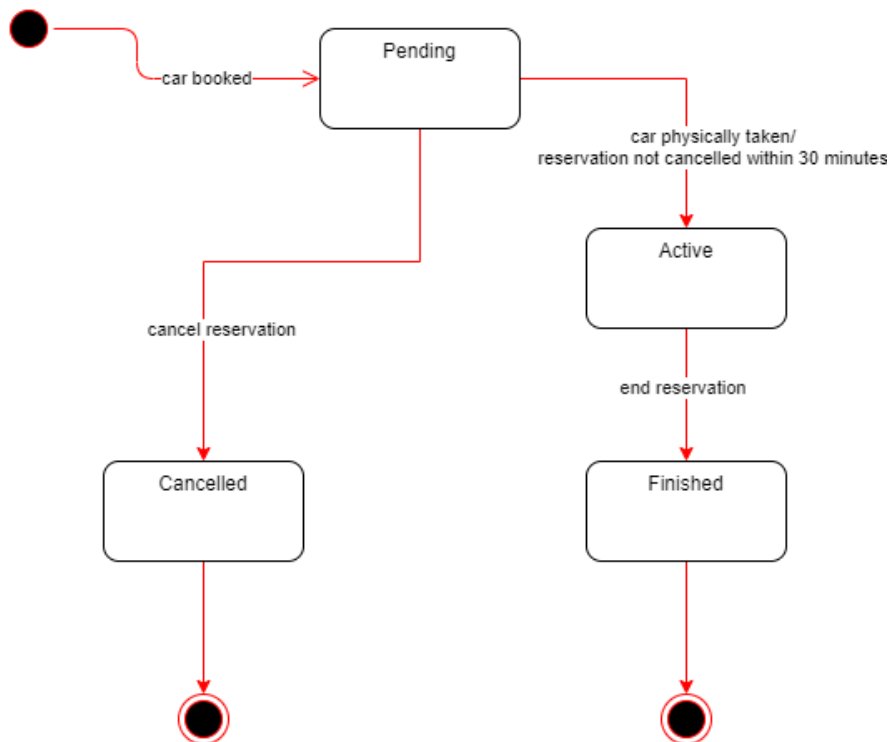 Pending
car booked
car physically taken/
reservation not cancelled within 30 minutes
Active
cancel reservation
end reservation
Cancelled
Finished